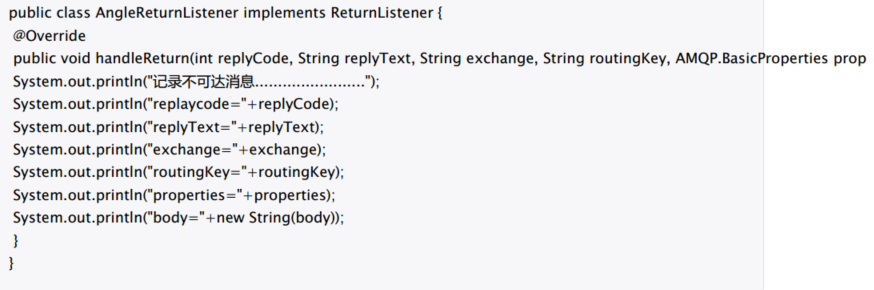 public class AngleReturnListener implements ReturnListener {
@Override
public void handleReturn(int replyCode, String replyText, String exchange, String routingKey, AMQP.BasicProperties prop
System.out.println("记录不可达消息.........................");
System.out.println("replaycode="+replyCode);
System.out.println("replyText="+replyText);
System.out.println("exchange="+exchange);
System.out.println("routingKey="+routingKey);
System.out.println("properties="+properties);
System.out.println("body="+new String(body));
}
}